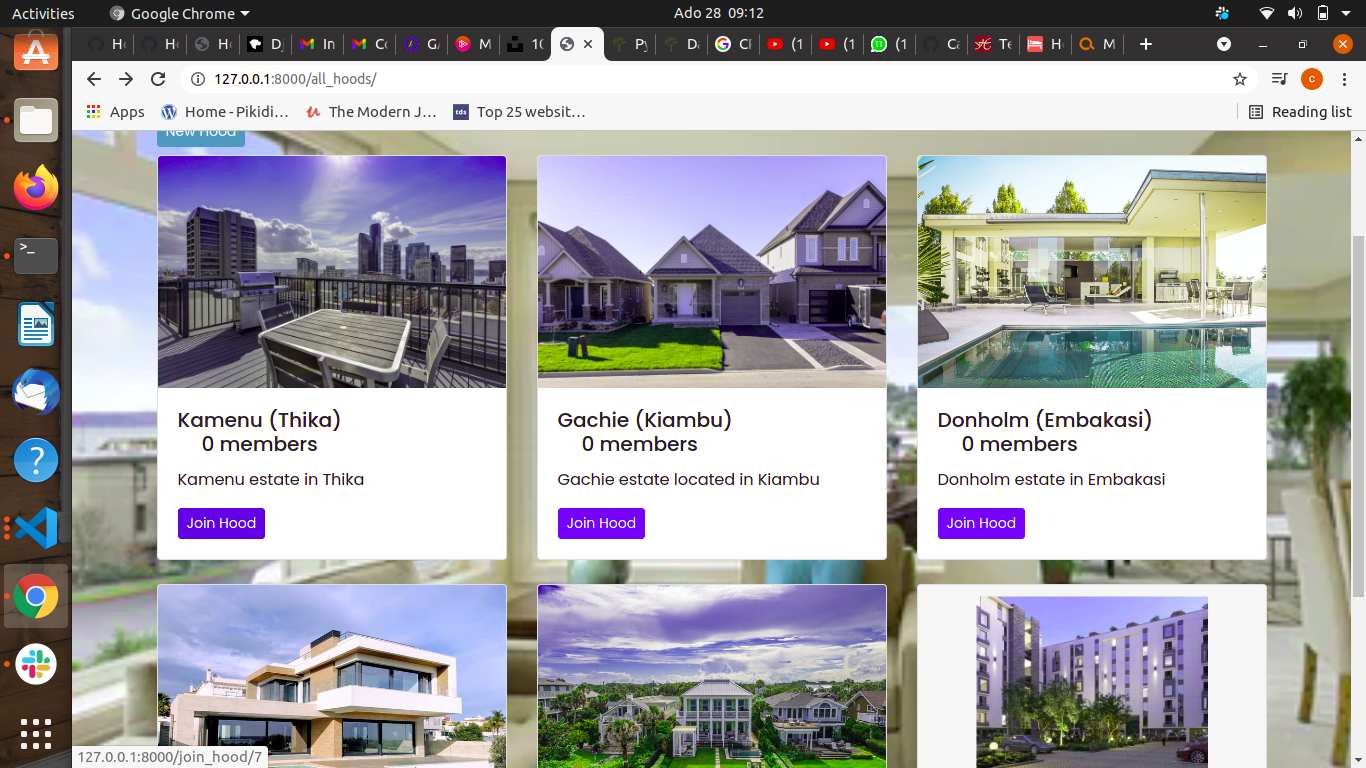 Activities
Google Chrome
Ado 28 09:12
H
H
H
D
In
C
G
M
10
Py
D
C
(1
(1
(1
C
Te
H
M
127.0.0.1:8000/all_hoods/
c
Apps
Home - Pikidi…
The Modern J…
tds
Top 25 websit…
Reading list
New Hood
Kamenu (Thika)
0 members
Kamenu estate in Thika
Join Hood
Gachie (Kiambu)
0 members
Gachie estate located in Kiambu
Join Hood
Donholm (Embakasi)
0 members
Donholm estate in Embakasi
Join Hood
127.0.0.1:8000/join_hood/7